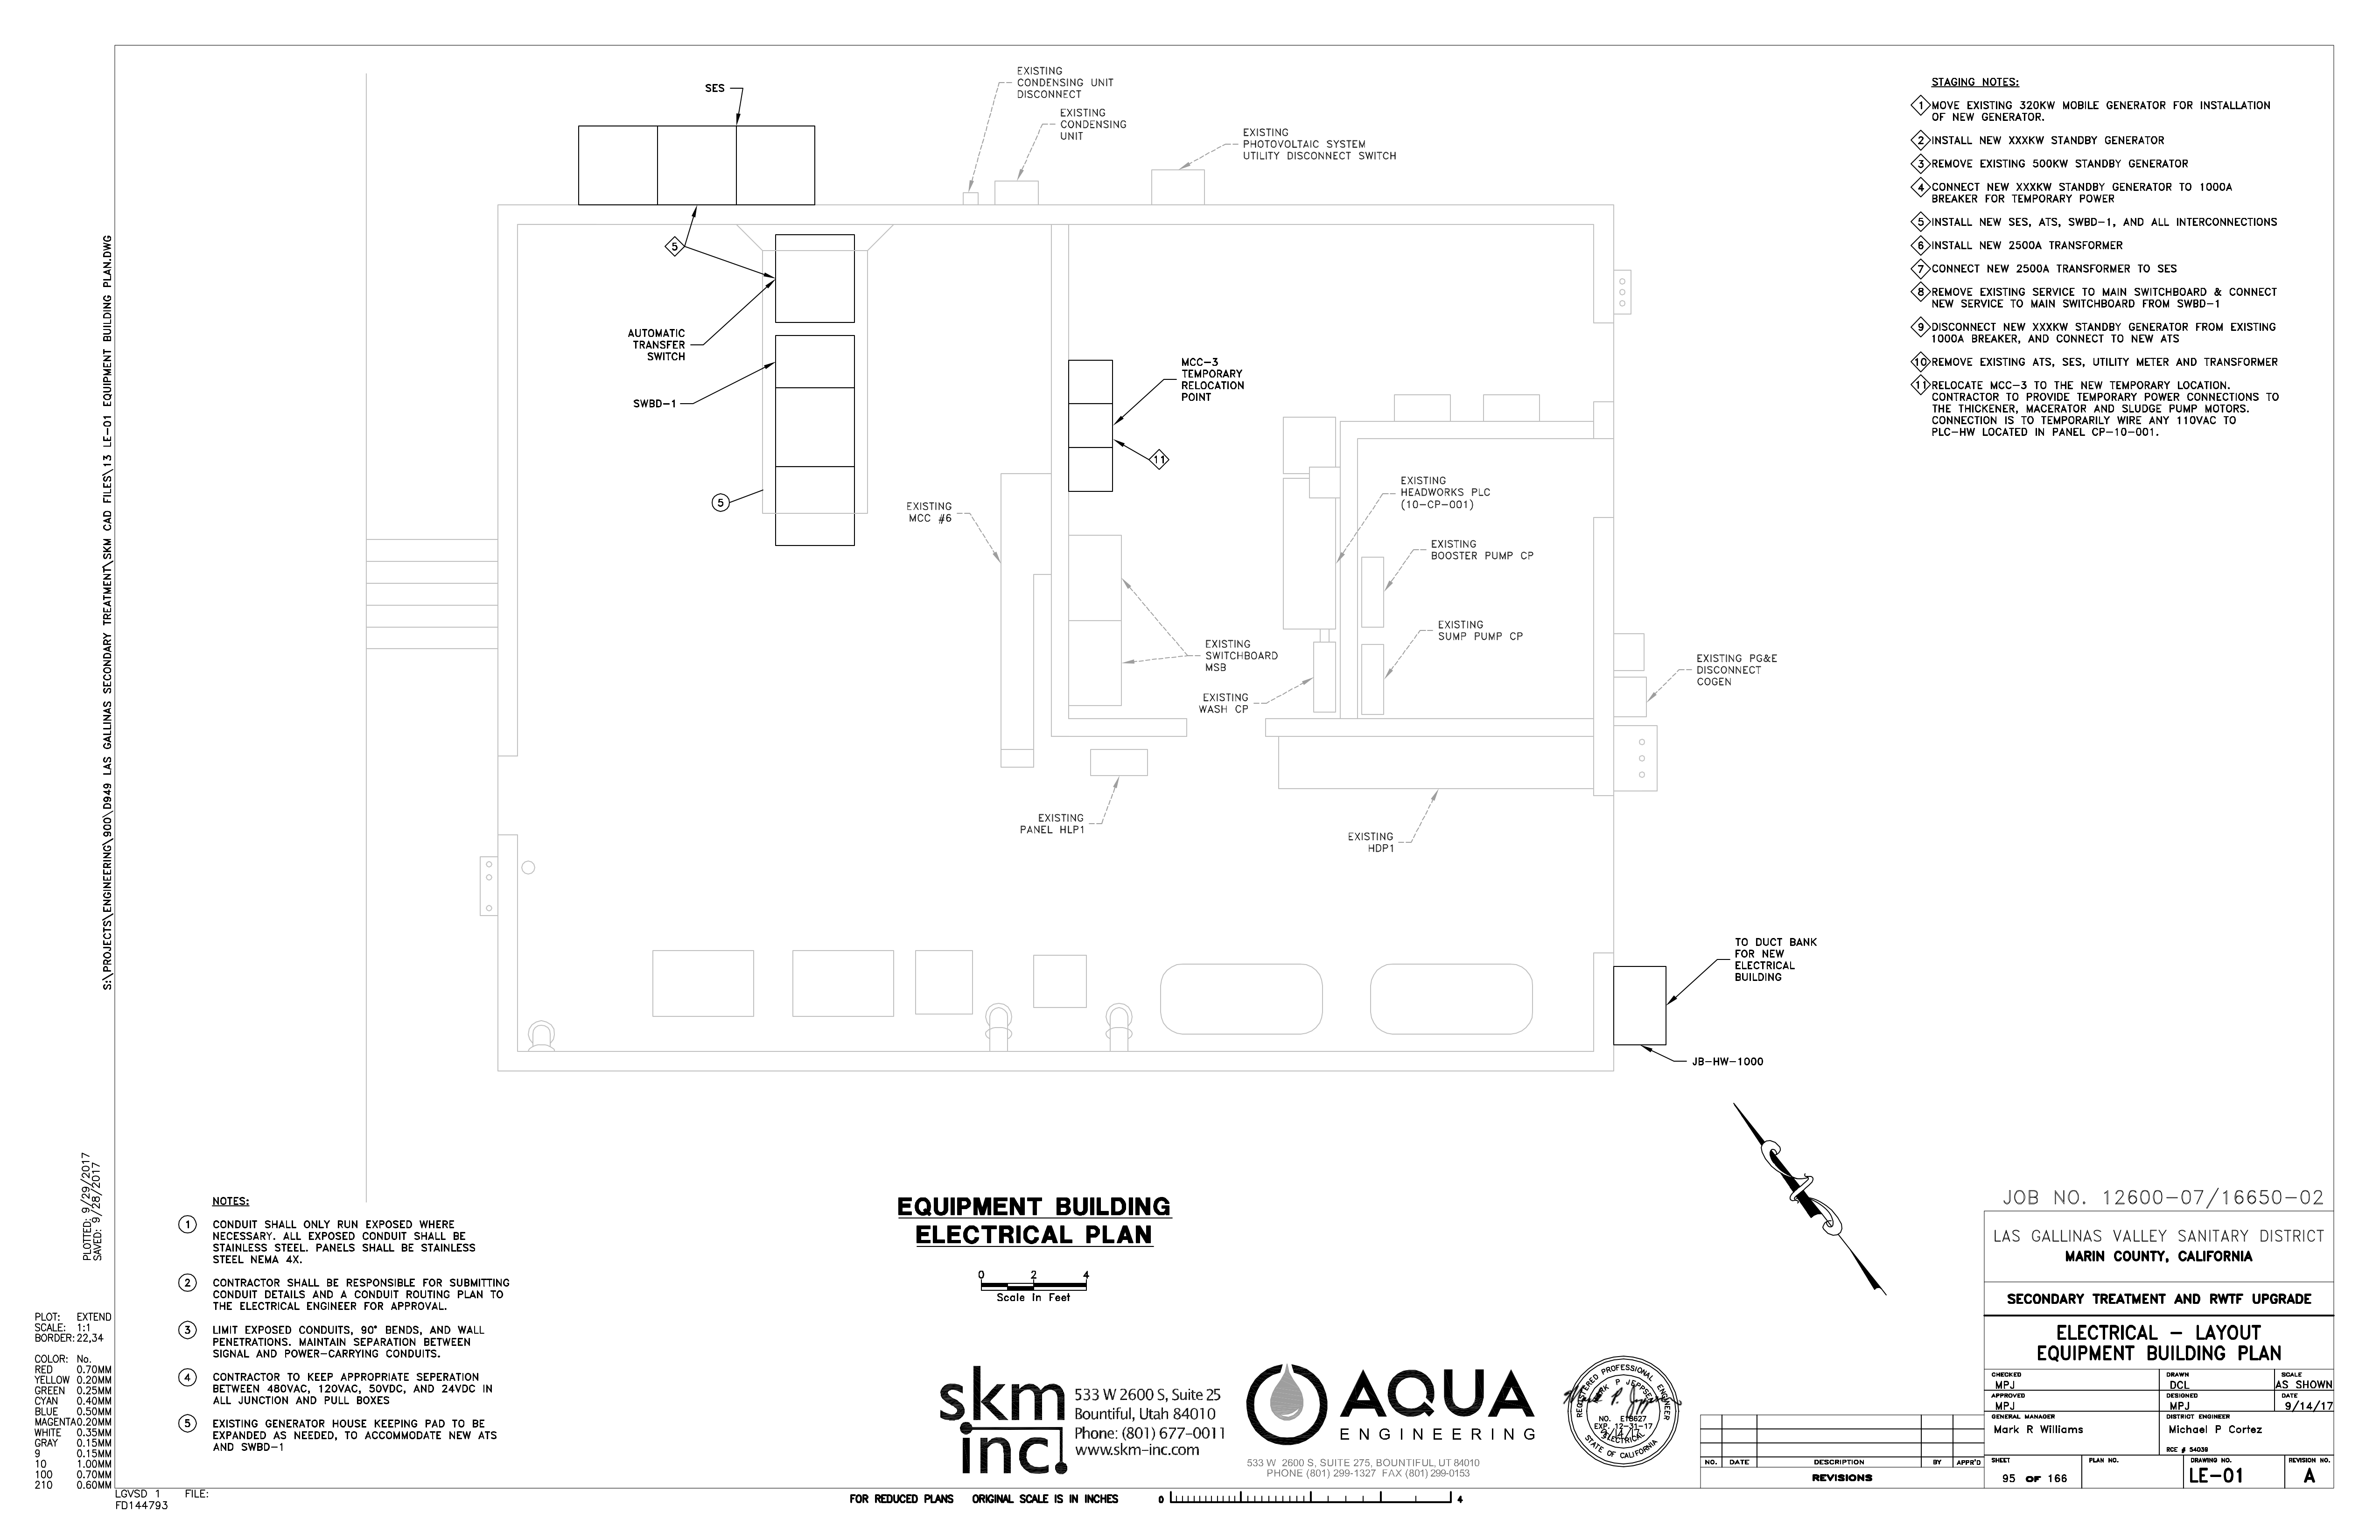 SES
EXISTING
CONDENSING UNIT
DISCONNECT
EXISTING
CONDENSING
UNIT
EXISTING
PHOTOVOLTAIC SYSTEM
UTILITY DISCONNECT SWITCH
5
AUTOMATIC
TRANSFER
SWITCH
SWBD-1
5
MCC-3
TEMPORARY
RELOCATION
POINT
11
EXISTING
MCC #6
EXISTING
HEADWORKS PLC
(10-CP-001)
EXISTING
BOOSTER PUMP CP
EXISTING
SUMP PUMP CP
EXISTING
SWITCHBOARD
MSB
EXISTING
WASH CP
EXISTING PG&E
DISCONNECT
COGEN
EXISTING
PANEL HLP1
EXISTING
HDP1
TO DUCT BANK
FOR NEW
ELECTRICAL
BUILDING
JB-HW-1000
STAGING NOTES:
1 MOVE EXISTING 320KW MOBILE GENERATOR FOR INSTALLATION
OF NEW GENERATOR.
2 INSTALL NEW XXXKW STANDBY GENERATOR
3 REMOVE EXISTING 500KW STANDBY GENERATOR
4 CONNECT NEW XXXKW STANDBY GENERATOR TO 1000A
BREAKER FOR TEMPORARY POWER
5 INSTALL NEW SES, ATS, SWBD-1, AND ALL INTERCONNECTIONS
6 INSTALL NEW 2500A TRANSFORMER
7 CONNECT NEW 2500A TRANSFORMER TO SES
8 REMOVE EXISTING SERVICE TO MAIN SWITCHBOARD & CONNECT
NEW SERVICE TO MAIN SWITCHBOARD FROM SWBD-1
9 DISCONNECT NEW XXXKW STANDBY GENERATOR FROM EXISTING
1000A BREAKER, AND CONNECT TO NEW ATS
10 REMOVE EXISTING ATS, SES, UTILITY METER AND TRANSFORMER
11 RELOCATE MCC-3 TO THE NEW TEMPORARY LOCATION.
CONTRACTOR TO PROVIDE TEMPORARY POWER CONNECTIONS TO
THE THICKENER, MACERATOR AND SLUDGE PUMP MOTORS.
CONNECTION IS TO TEMPORARILY WIRE ANY 110VAC TO
PLC-HW LOCATED IN PANEL CP-10-001.
S:\PROJECTS\ENGINEERING\900\D949 LAS GALLINAS SECONDARY TREATMENT\SKM CAD FILES\13 LE-01 EQUIPMENT BUILDING PLAN.DWG
PLOTTED: 9/29/2017
SAVED: 9/28/2017
PLOT: EXTEND
SCALE: 1:1
BORDER: 22,34
COLOR: No.
RED 0.70MM
YELLOW 0.20MM
GREEN 0.25MM
CYAN 0.40MM
BLUE 0.50MM
MAGENTA 0.20MM
WHITE 0.35MM
GRAY 0.15MM
9 0.15MM
10 1.00MM
100 0.70MM
210 0.60MM
LGVSD 1 FILE:
FD144793
NOTES:
1 CONDUIT SHALL ONLY RUN EXPOSED WHERE
NECESSARY. ALL EXPOSED CONDUIT SHALL BE
STAINLESS STEEL. PANELS SHALL BE STAINLESS
STEEL NEMA 4X.
2 CONTRACTOR SHALL BE RESPONSIBLE FOR SUBMITTING
CONDUIT DETAILS AND A CONDUIT ROUTING PLAN TO
THE ELECTRICAL ENGINEER FOR APPROVAL.
3 LIMIT EXPOSED CONDUITS, 90° BENDS, AND WALL
PENETRATIONS. MAINTAIN SEPARATION BETWEEN
SIGNAL AND POWER-CARRYING CONDUITS.
4 CONTRACTOR TO KEEP APPROPRIATE SEPERATION
BETWEEN 480VAC, 120VAC, 50VDC, AND 24VDC IN
ALL JUNCTION AND PULL BOXES
5 EXISTING GENERATOR HOUSE KEEPING PAD TO BE
EXPANDED AS NEEDED, TO ACCOMMODATE NEW ATS
AND SWBD-1
EQUIPMENT BUILDING
ELECTRICAL PLAN
0 2 4
Scale In Feet
skm
inc.
533 W 2600 S, Suite 25
Bountiful, Utah 84010
Phone: (801) 677-0011
www.skm-inc.com
AQUA
ENGINEERING
533 W 2600 S, SUITE 275, BOUNTIFUL, UT 84010
PHONE (801) 299-1327 FAX (801) 299-0153
REGISTERED PROFESSIONAL ENGINEER
MARK P JEPPSEN
NO. E18627
EXP. 12-31-17
9/14/17
ELECTRICAL
STATE OF CALIFORNIA
FOR REDUCED PLANS ORIGINAL SCALE IS IN INCHES 0 4
NO. DATE DESCRIPTION BY APPR'D
REVISIONS
JOB NO. 12600-07/16650-02
LAS GALLINAS VALLEY SANITARY DISTRICT
MARIN COUNTY, CALIFORNIA
SECONDARY TREATMENT AND RWTF UPGRADE
ELECTRICAL - LAYOUT
EQUIPMENT BUILDING PLAN
CHECKED DRAWN SCALE
MPJ DCL AS SHOWN
APPROVED DESIGNED DATE
MPJ MPJ 9/14/17
GENERAL MANAGER DISTRICT ENGINEER
Mark R Williams Michael P Cortez
RCE # 54039
SHEET PLAN NO. DRAWING NO. REVISION NO.
95 OF 166 LE-01 A